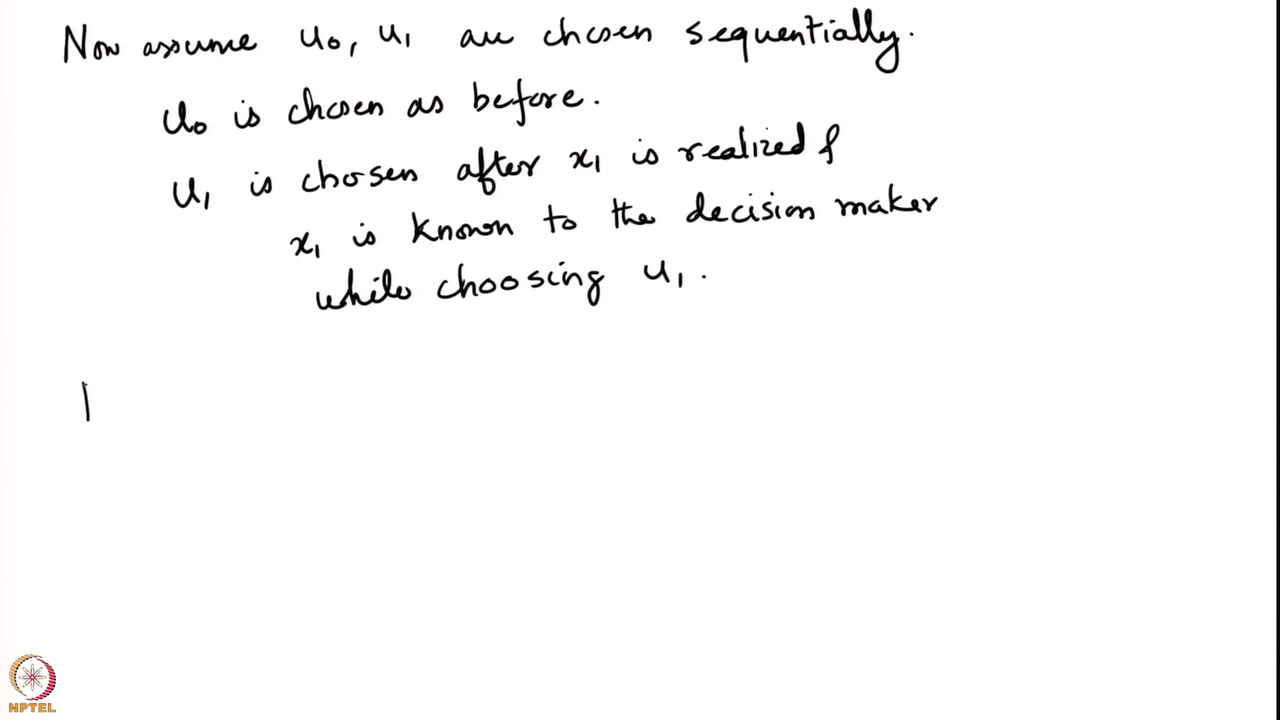 Now assume u₀, u₁ are chosen sequentially.
u₀ is chosen as before.
u₁ is chosen after x₁ is realized &
x₁ is known to the decision maker
while choosing u₁.
NPTEL